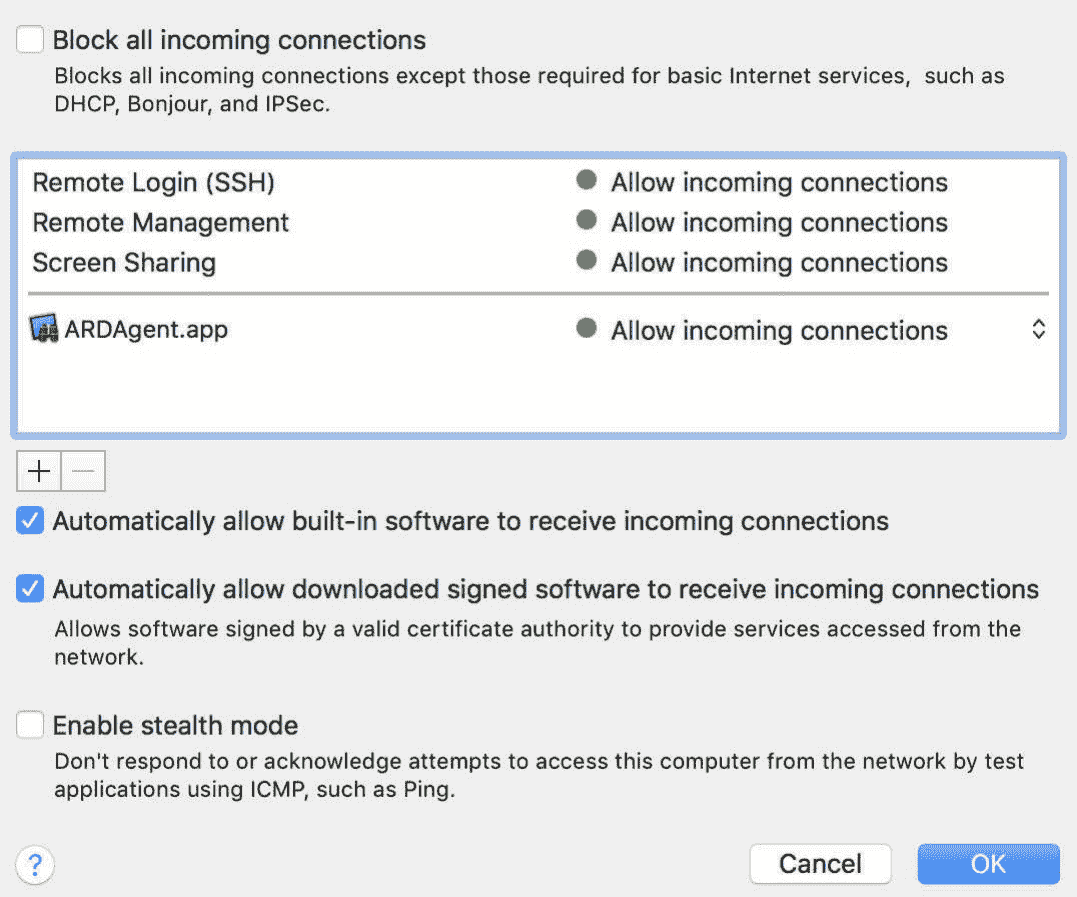 Block all incoming connections
Blocks all incoming connections except those required for basic Internet services,  such as
DHCP, Bonjour, and IPSec.
Remote Login (SSH) Allow incoming connections
Remote Management Allow incoming connections
Screen Sharing Allow incoming connections
ARDAgent.app Allow incoming connections
Automatically allow built-in software to receive incoming connections
Automatically allow downloaded signed software to receive incoming connections
Allows software signed by a valid certificate authority to provide services accessed from the
network.
Enable stealth mode
Don't respond to or acknowledge attempts to access this computer from the network by test
applications using ICMP, such as Ping.
? Cancel OK